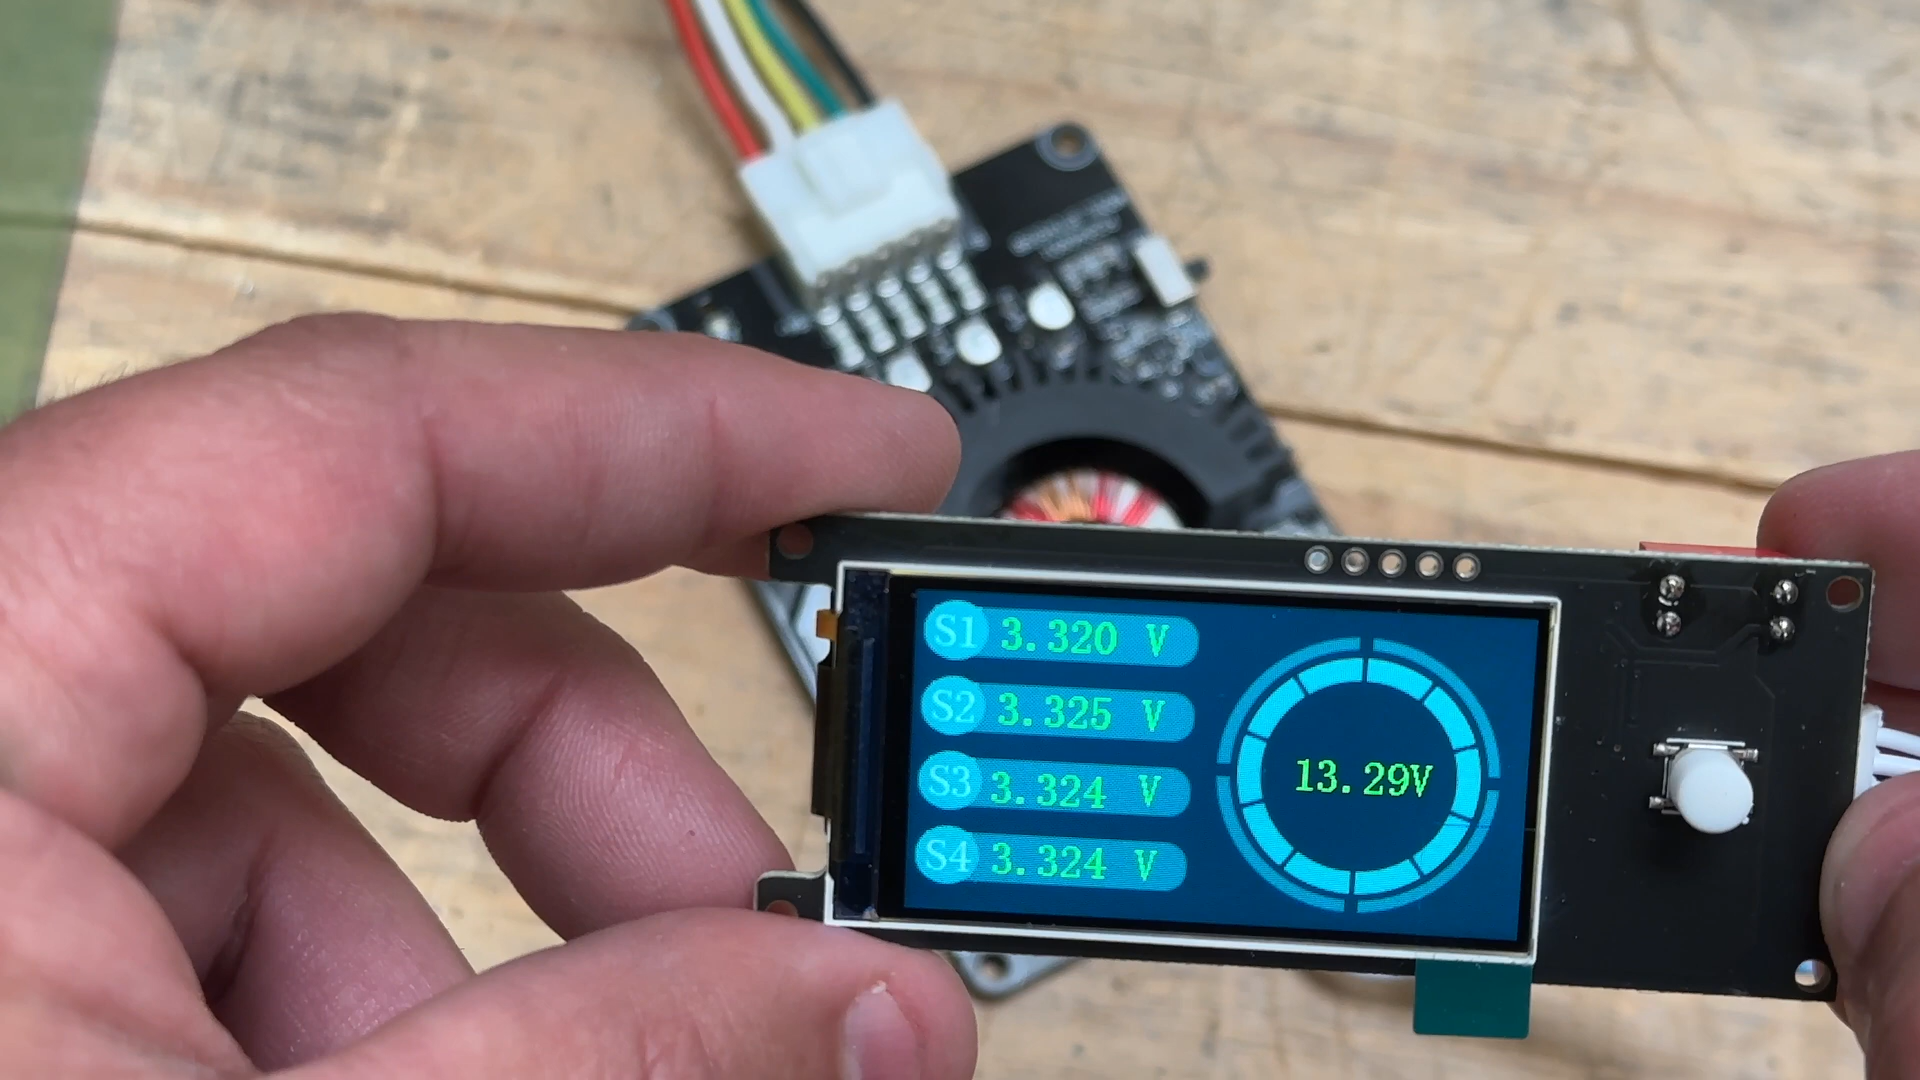 S1 3.320 V
S2 3.325 V
S3 3.324 V
S4 3.324 V
13.29V